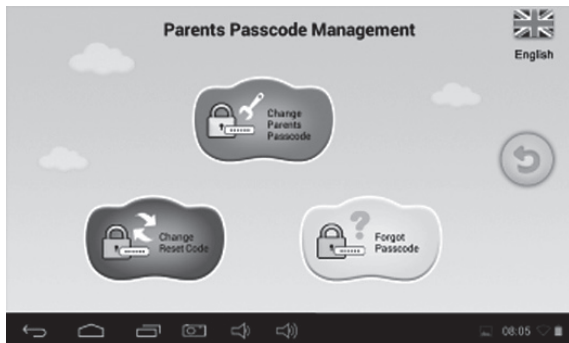 Parents Passcode Management
English
Change
Parents
Passcode
Change
Reset Code
Forgot
Passcode
08:05